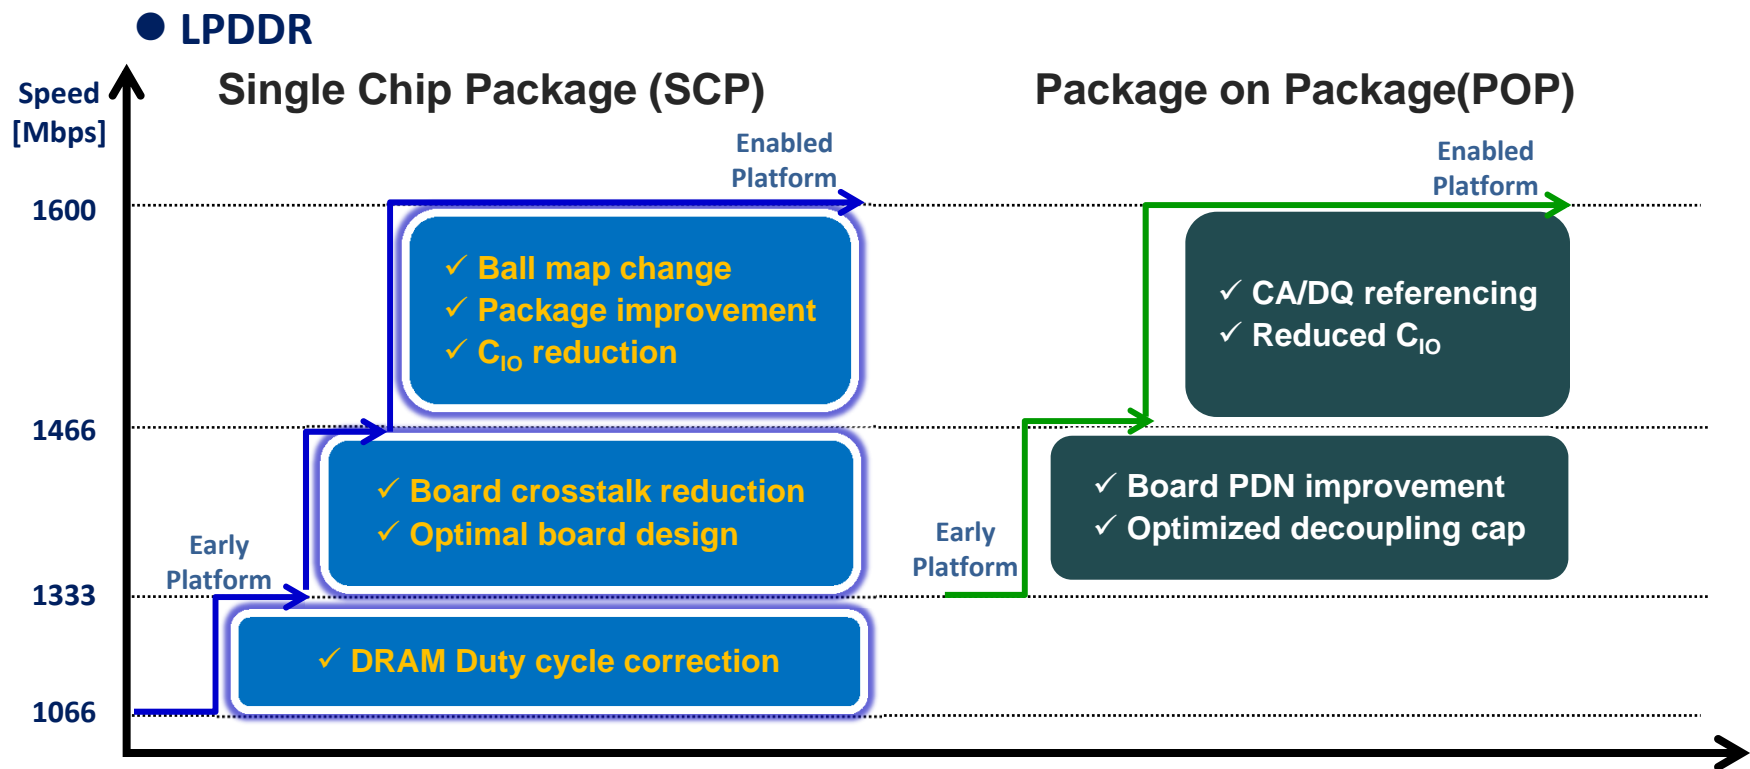 ● LPDDR
Speed
[Mbps]
Single Chip Package (SCP)
Package on Package(POP)
Enabled
Platform
Enabled
Platform
1600
✓ Ball map change
✓ Package improvement
✓ C_IO reduction
✓ CA/DQ referencing
✓ Reduced C_IO
1466
✓ Board crosstalk reduction
✓ Optimal board design
✓ Board PDN improvement
✓ Optimized decoupling cap
Early
Platform
Early
Platform
1333
✓ DRAM Duty cycle correction
1066